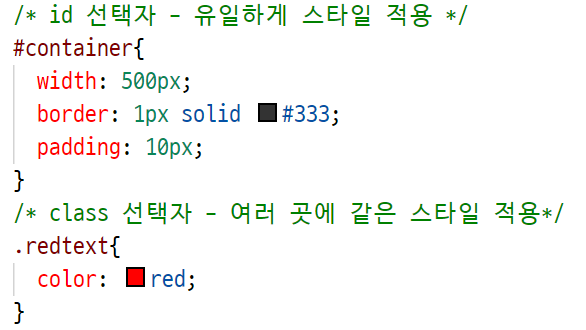 /* id 선택자 - 유일하게 스타일 적용 */
#container{
width: 500px;
border: 1px solid #333;
padding: 10px;
}
/* class 선택자 - 여러 곳에 같은 스타일 적용*/
.redtext{
color: red;
}